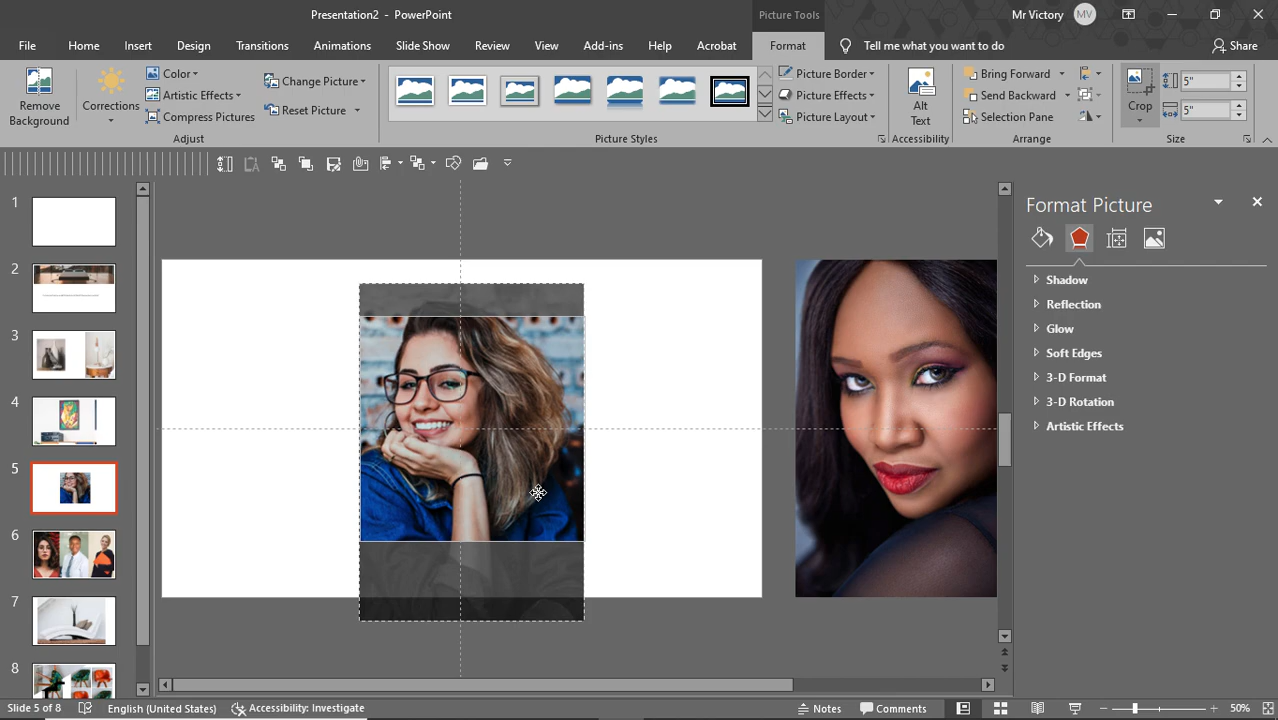 Presentation2 - PowerPoint
Picture Tools
Mr Victory
MV
File
Home
Insert
Design
Transitions
Animations
Slide Show
Review
View
Add-ins
Help
Acrobat
Format
Tell me what you want to do
Share
Remove Background
Corrections
Color
Artistic Effects
Compress Pictures
Change Picture
Reset Picture
Adjust
Picture Styles
Picture Border
Picture Effects
Picture Layout
Alt Text
Accessibility
Bring Forward
Send Backward
Selection Pane
Arrange
Crop
5"
5"
Size
1
2
3
4
5
6
7
8
Format Picture
Shadow
Reflection
Glow
Soft Edges
3-D Format
3-D Rotation
Artistic Effects
Slide 5 of 8
English (United States)
Accessibility: Investigate
Notes
Comments
50%